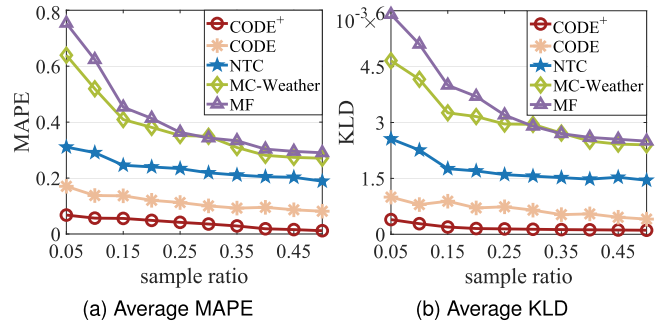 0.8
0.6
0.4
0.2
0
MAPE
CODE+
CODE
NTC
MC-Weather
MF
0.05 0.15 0.25 0.35 0.45
sample ratio
(a) Average MAPE
10-3×6
4.5
3
1.5
0
KLD
CODE+
CODE
NTC
MC-Weather
MF
0.05 0.15 0.25 0.35 0.45
sample ratio
(b) Average KLD